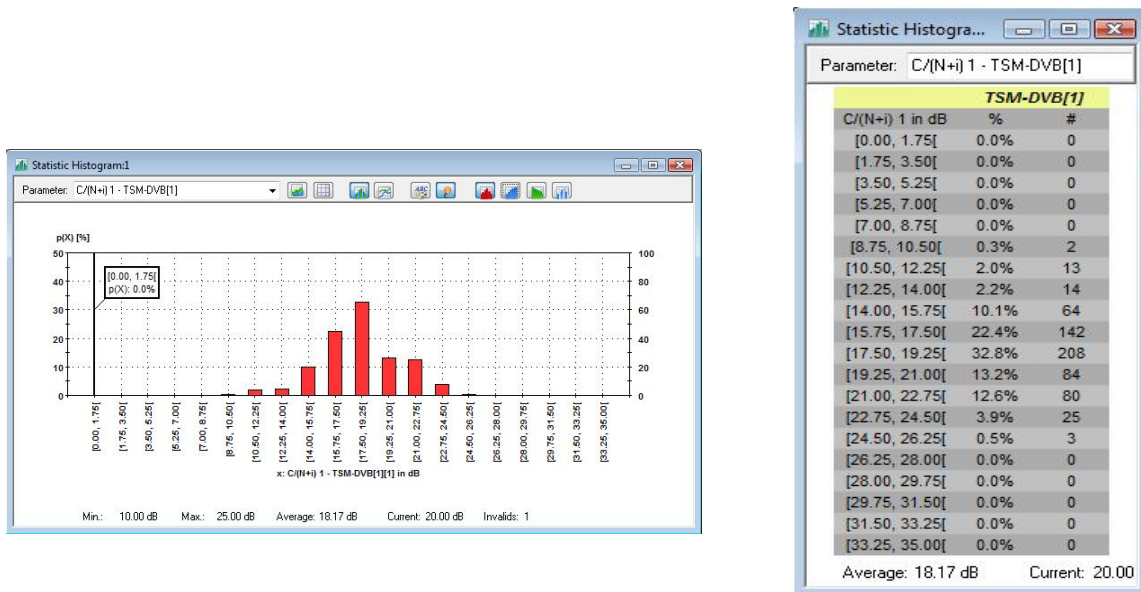 Statistic Histogram:1
Parameter: C/(N+i) 1 - TSM-DVB[1]
ABC
p(X) [%]
50 100
[0.00, 1.75[
p(X): 0.0%
40 80
30 60
20 40
10 20
0 0
[0.00, 1.75[ [1.75, 3.50[ [3.50, 5.25[ [5.25, 7.00[ [7.00, 8.75[ [8.75, 10.50[ [10.50, 12.25[ [12.25, 14.00[ [14.00, 15.75[ [15.75, 17.50[ [17.50, 19.25[ [19.25, 21.00[ [21.00, 22.75[ [22.75, 24.50[ [24.50, 26.25[ [26.25, 28.00[ [28.00, 29.75[ [29.75, 31.50[ [31.50, 33.25[ [33.25, 35.00[
x: C/(N+i) 1 - TSM-DVB[1][1] in dB
Min.: 10.00 dB Max.: 25.00 dB Average: 18.17 dB Current: 20.00 dB Invalids: 1
Statistic Histogra...
Parameter: C/(N+i) 1 - TSM-DVB[1]
TSM-DVB[1]
C/(N+i) 1 in dB % #
[0.00, 1.75[ 0.0% 0
[1.75, 3.50[ 0.0% 0
[3.50, 5.25[ 0.0% 0
[5.25, 7.00[ 0.0% 0
[7.00, 8.75[ 0.0% 0
[8.75, 10.50[ 0.3% 2
[10.50, 12.25[ 2.0% 13
[12.25, 14.00[ 2.2% 14
[14.00, 15.75[ 10.1% 64
[15.75, 17.50[ 22.4% 142
[17.50, 19.25[ 32.8% 208
[19.25, 21.00[ 13.2% 84
[21.00, 22.75[ 12.6% 80
[22.75, 24.50[ 3.9% 25
[24.50, 26.25[ 0.5% 3
[26.25, 28.00[ 0.0% 0
[28.00, 29.75[ 0.0% 0
[29.75, 31.50[ 0.0% 0
[31.50, 33.25[ 0.0% 0
[33.25, 35.00[ 0.0% 0
Average: 18.17 dB Current: 20.00